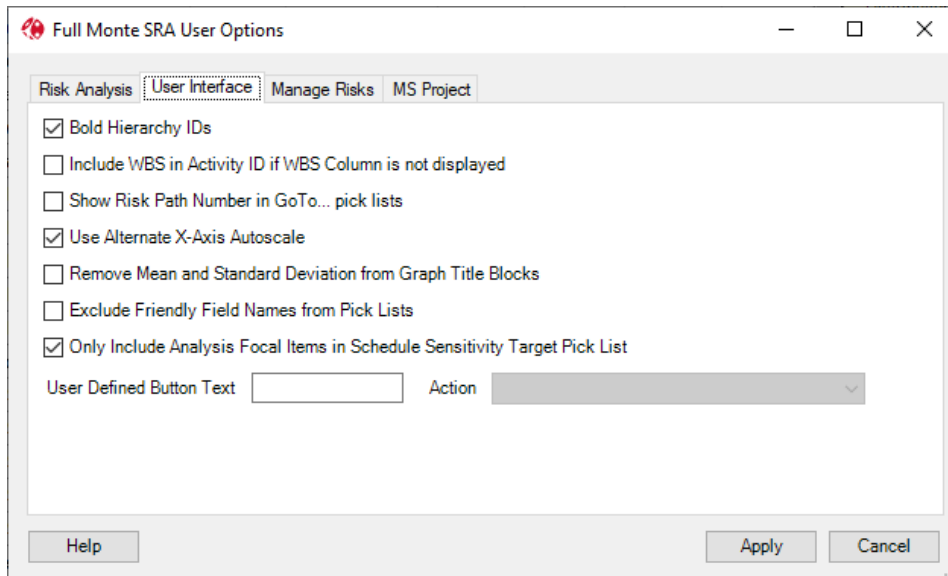 Full Monte SRA User Options
Risk Analysis User Interface Manage Risks MS Project
Bold Hierarchy IDs
Include WBS in Activity ID if WBS Column is not displayed
Show Risk Path Number in GoTo... pick lists
Use Alternate X-Axis Autoscale
Remove Mean and Standard Deviation from Graph Title Blocks
Exclude Friendly Field Names from Pick Lists
Only Include Analysis Focal Items in Schedule Sensitivity Target Pick List
User Defined Button Text Action
Help Apply Cancel